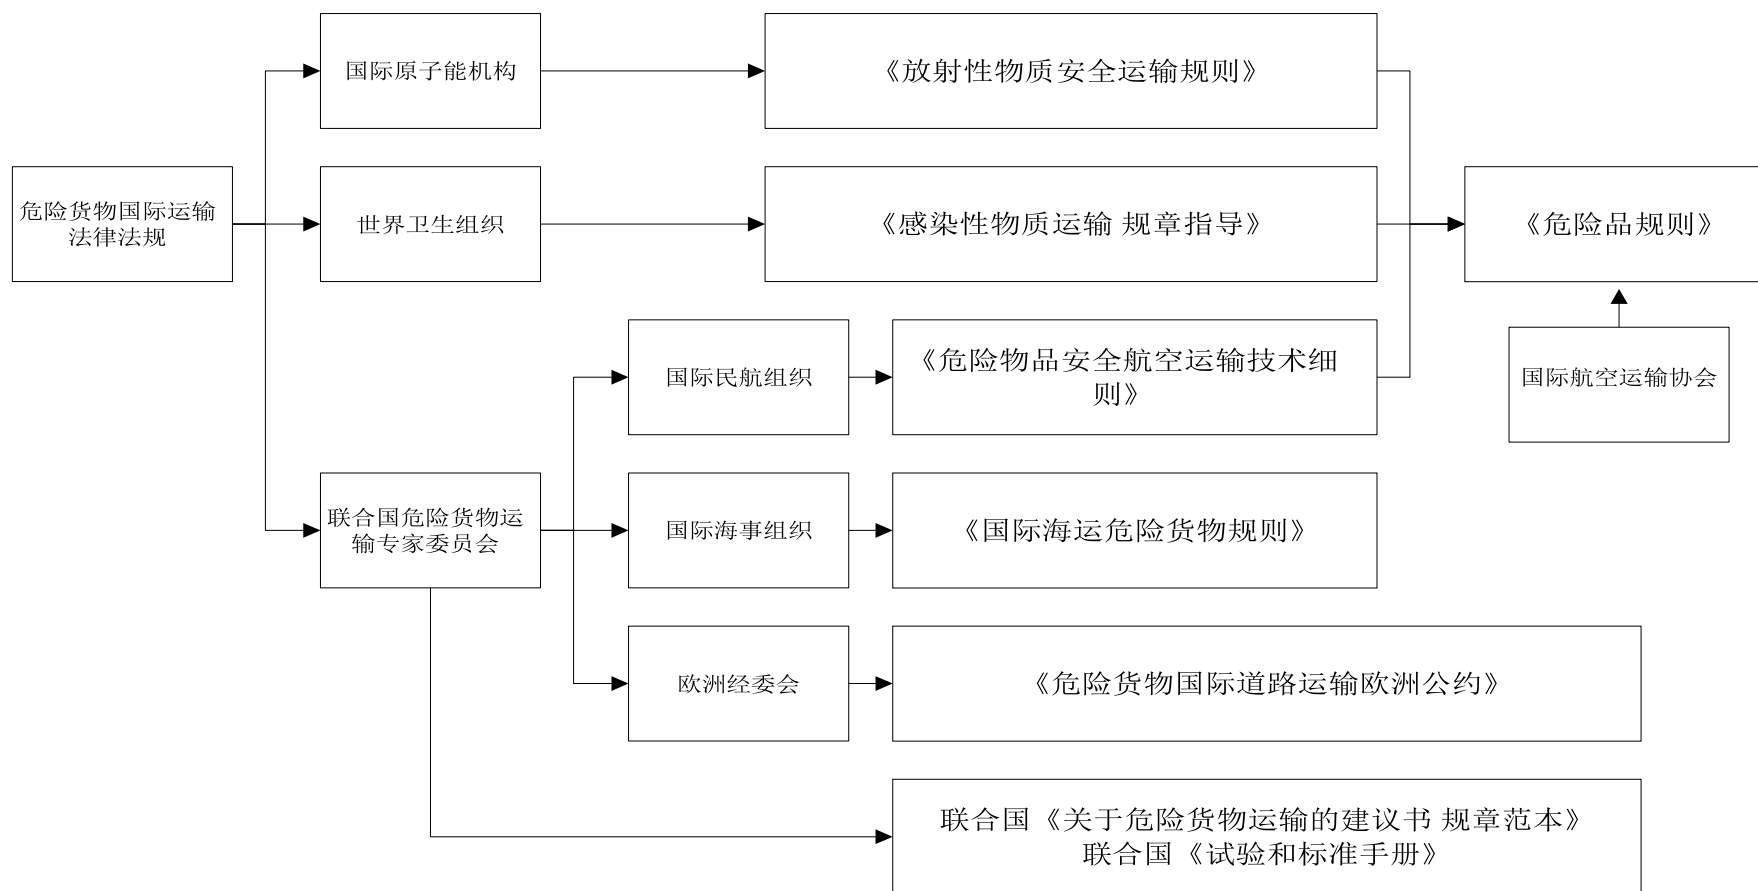 国际原子能机构
《放射性物质安全运输规则》
危险货物国际运输
法律法规
世界卫生组织
《感染性物质运输 规章指导》
《危险品规则》
国际民航组织
《危险物品安全航空运输技术细
则》
国际航空运输协会
联合国危险货物运
输专家委员会
国际海事组织
《国际海运危险货物规则》
欧洲经委会
《危险货物国际道路运输欧洲公约》
联合国《关于危险货物运输的建议书 规章范本》
联合国《试验和标准手册》